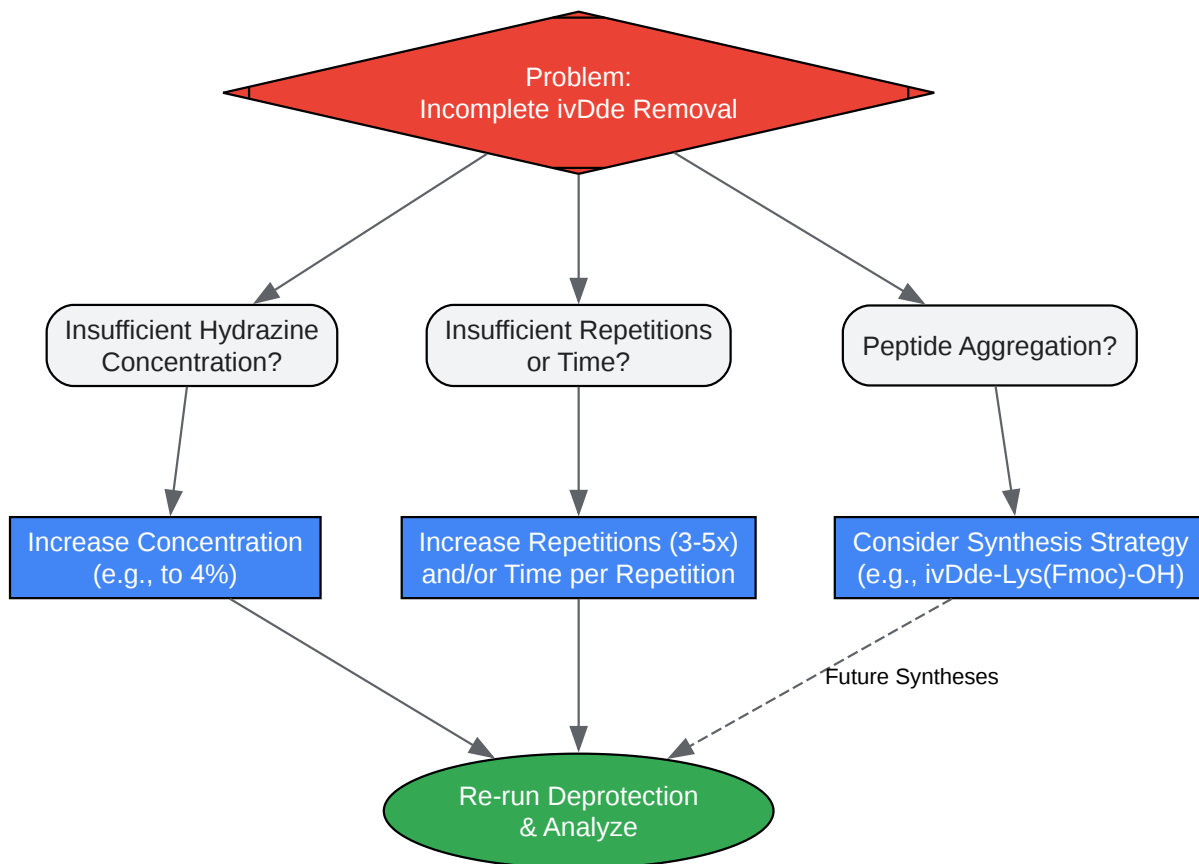 Problem:
Incomplete ivDde Removal
Insufficient Hydrazine
Concentration?
Insufficient Repetitions
or Time?
Peptide Aggregation?
Increase Concentration
(e.g., to 4%)
Increase Repetitions (3-5x)
and/or Time per Repetition
Consider Synthesis Strategy
(e.g., ivDde-Lys(Fmoc)-OH)
Future Syntheses
Re-run Deprotection
& Analyze